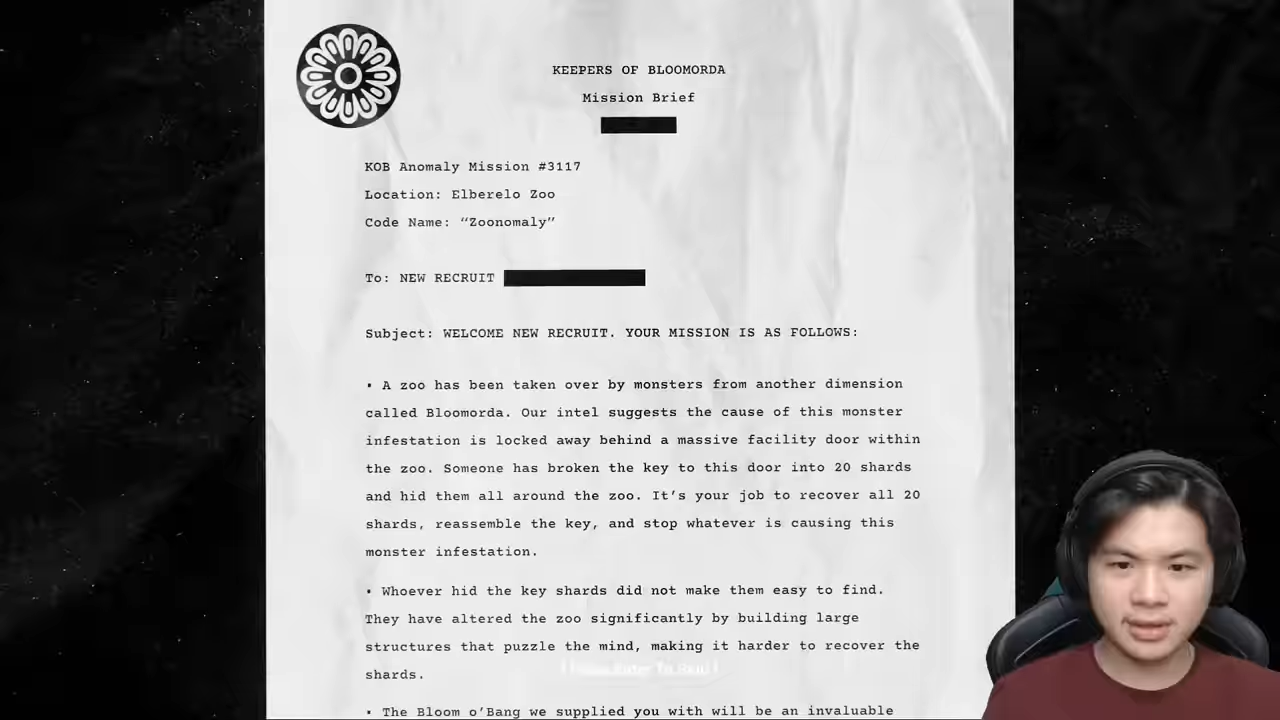 KEEPERS OF BLOOMORDA
Mission Brief
KOB Anomaly Mission #3117
Location: Elberelo Zoo
Code Name: “Zoonomaly”
To: NEW RECRUIT
Subject: WELCOME NEW RECRUIT. YOUR MISSION IS AS FOLLOWS:
• A zoo has been taken over by monsters from another dimension
called Bloomorda. Our intel suggests the cause of this monster
infestation is locked away behind a massive facility door within
the zoo. Someone has broken the key to this door into 20 shards
and hid them all around the zoo. It’s your job to recover all 20
shards, reassemble the key, and stop whatever is causing this
monster infestation.
• Whoever hid the key shards did not make them easy to find.
They have altered the zoo significantly by building large
structures that puzzle the mind, making it harder to recover the
shards.
• The Bloom o’Bang we supplied you with will be an invaluable